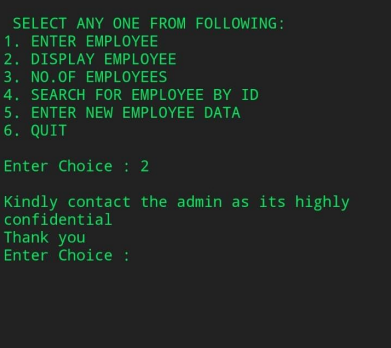 SELECT ANY ONE FROM FOLLOWING:
1. ENTER EMPLOYEE
2. DISPLAY EMPLOYEE
3. NO.OF EMPLOYEES
4. SEARCH FOR EMPLOYEE BY ID
5. ENTER NEW EMPLOYEE DATA
6. QUIT
Enter Choice : 2
Kindly contact the admin as its highly
confidential
Thank you
Enter Choice :